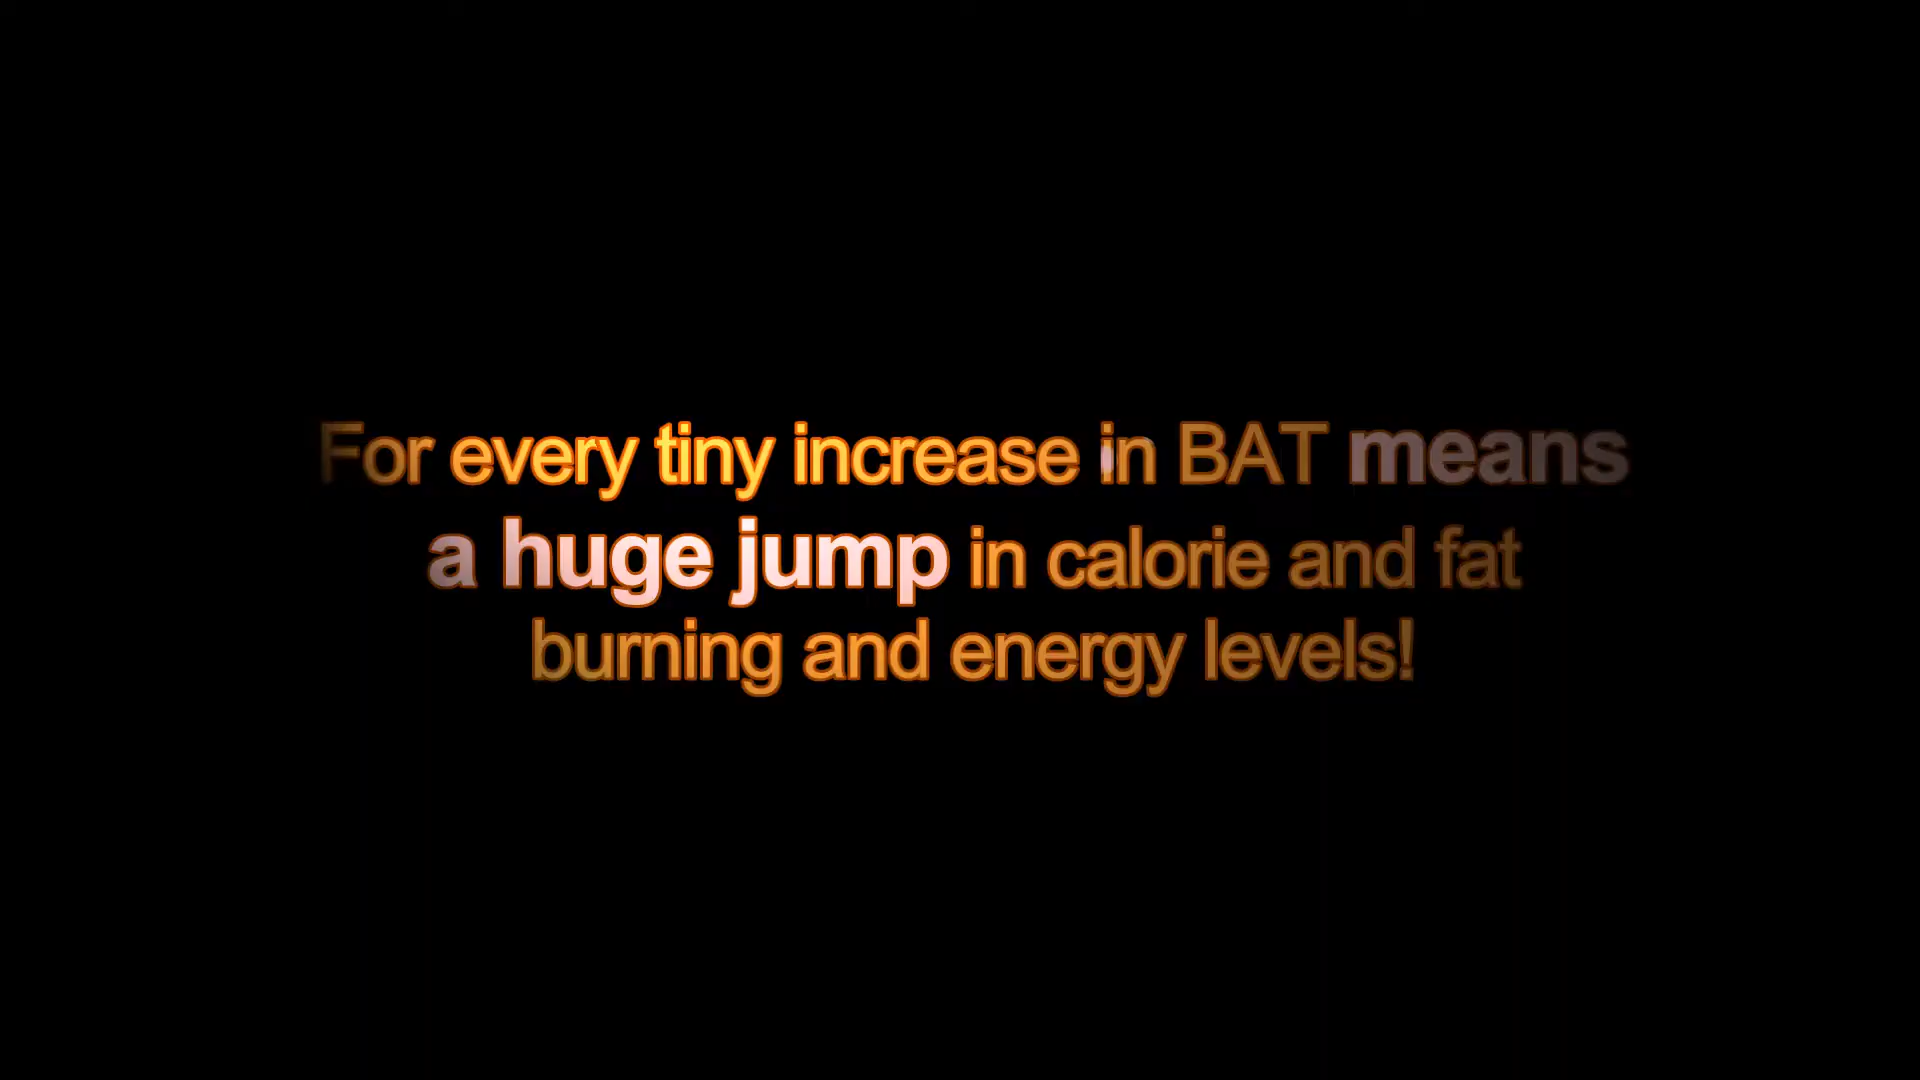 For every tiny increase in BAT means
a huge jump in calorie and fat
burning and energy levels!